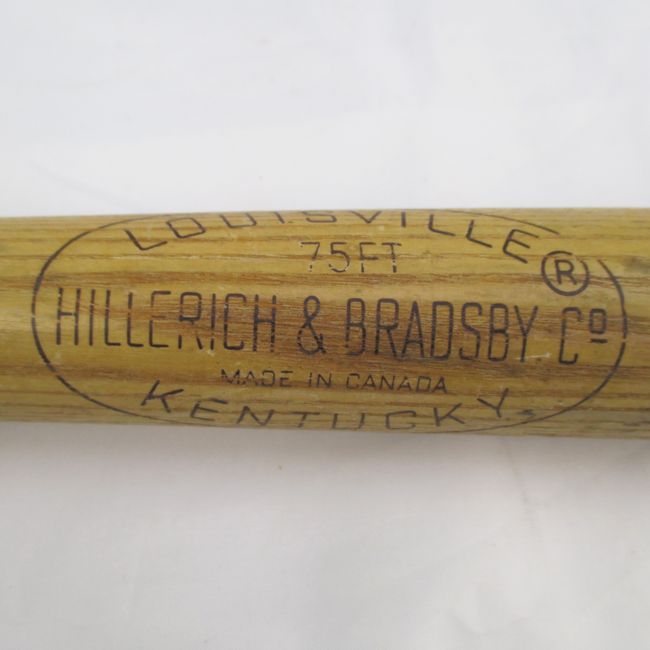 LOUISVILLE
75FT
®
HILLERICH & BRADSBY. Cº
MADE IN CANADA
KENTUCKY.